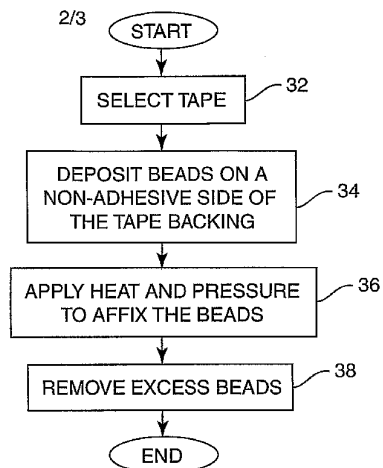 2/3
START
SELECT TAPE
32
DEPOSIT BEADS ON A
NON-ADHESIVE SIDE OF
THE TAPE BACKING
34
APPLY HEAT AND PRESSURE
TO AFFIX THE BEADS
36
REMOVE EXCESS BEADS
38
END